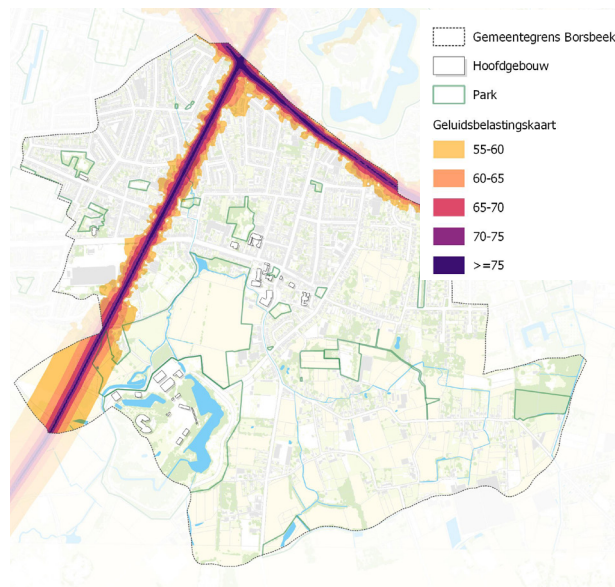 Gemeentegrens Borsbeek
Hoofdgebouw
Park
Geluidsbelastingskaart
55-60
60-65
65-70
70-75
>=75